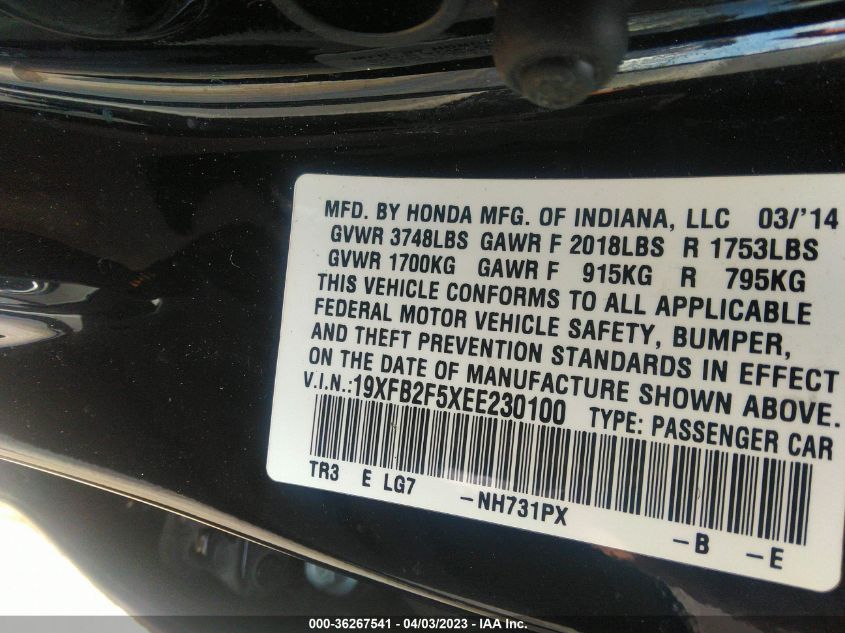 MFD. BY HONDA MFG. OF INDIANA, LLC 03/'14
GVWR 3748LBS GAWR F 2018LBS R 1753LBS
GVWR 1700KG GAWR F 915KG R 795KG
THIS VEHICLE CONFORMS TO ALL APPLICABLE
FEDERAL MOTOR VEHICLE SAFETY, BUMPER,
AND THEFT PREVENTION STANDARDS IN EFFECT
ON THE DATE OF MANUFACTURE SHOWN ABOVE.
V.I.N.:19XFB2F5XEE230100 TYPE: PASSENGER CAR
TR3 E LG7 -NH731PX -B -E
000-36267541 - 04/03/2023 - IAA Inc.